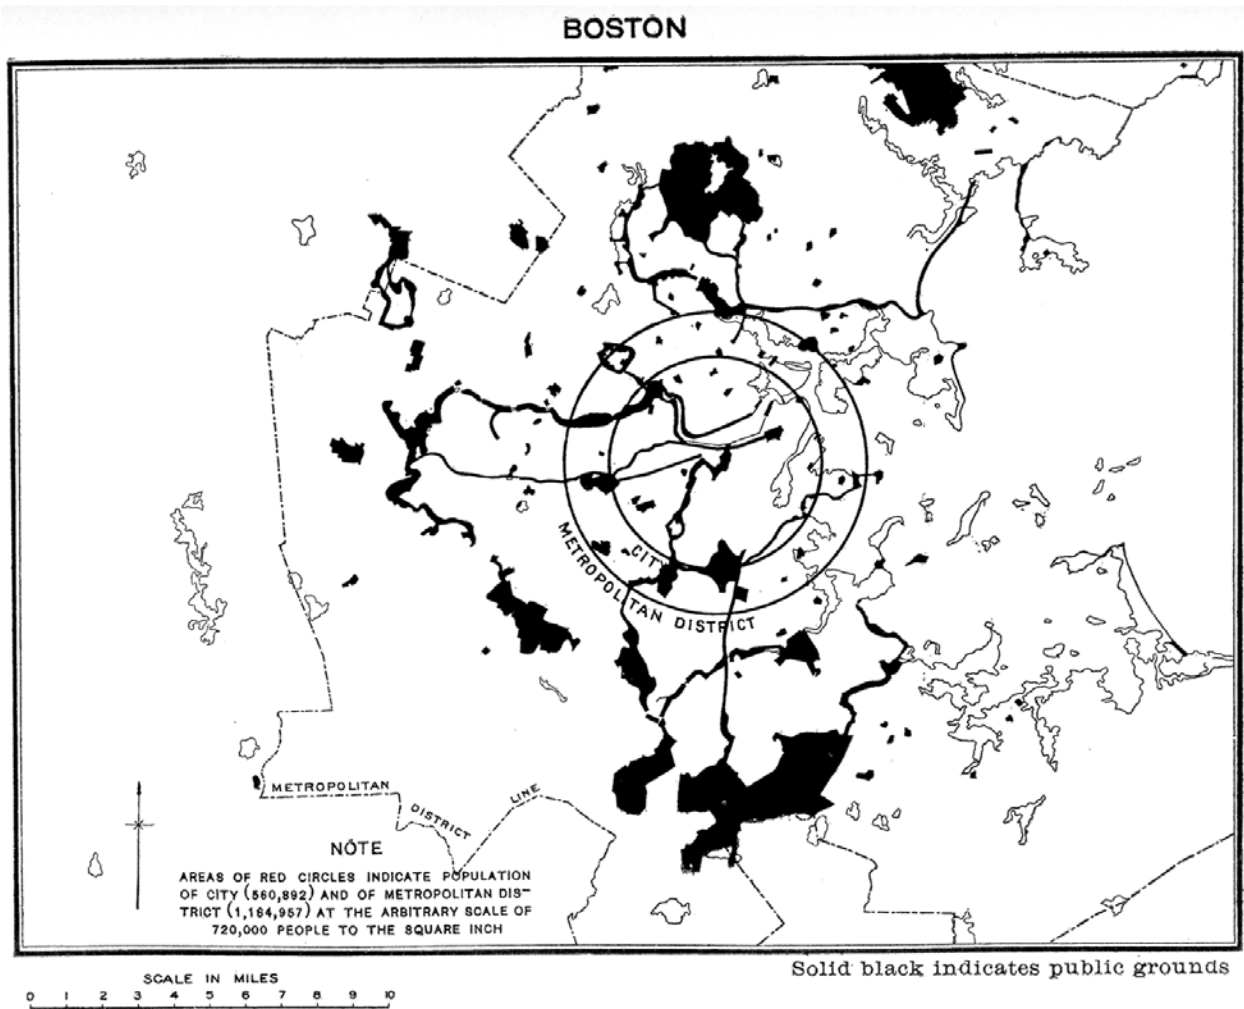 BOSTON
CITY
METROPOLITAN DISTRICT
METROPOLITAN
DISTRICT
LINE
NOTE
AREAS OF RED CIRCLES INDICATE POPULATION
OF CITY (560,892) AND OF METROPOLITAN DIS-
TRICT (1,164,957) AT THE ARBITRARY SCALE OF
720,000 PEOPLE TO THE SQUARE INCH
Solid black indicates public grounds
SCALE IN MILES
0 1 2 3 4 5 6 7 8 9 10